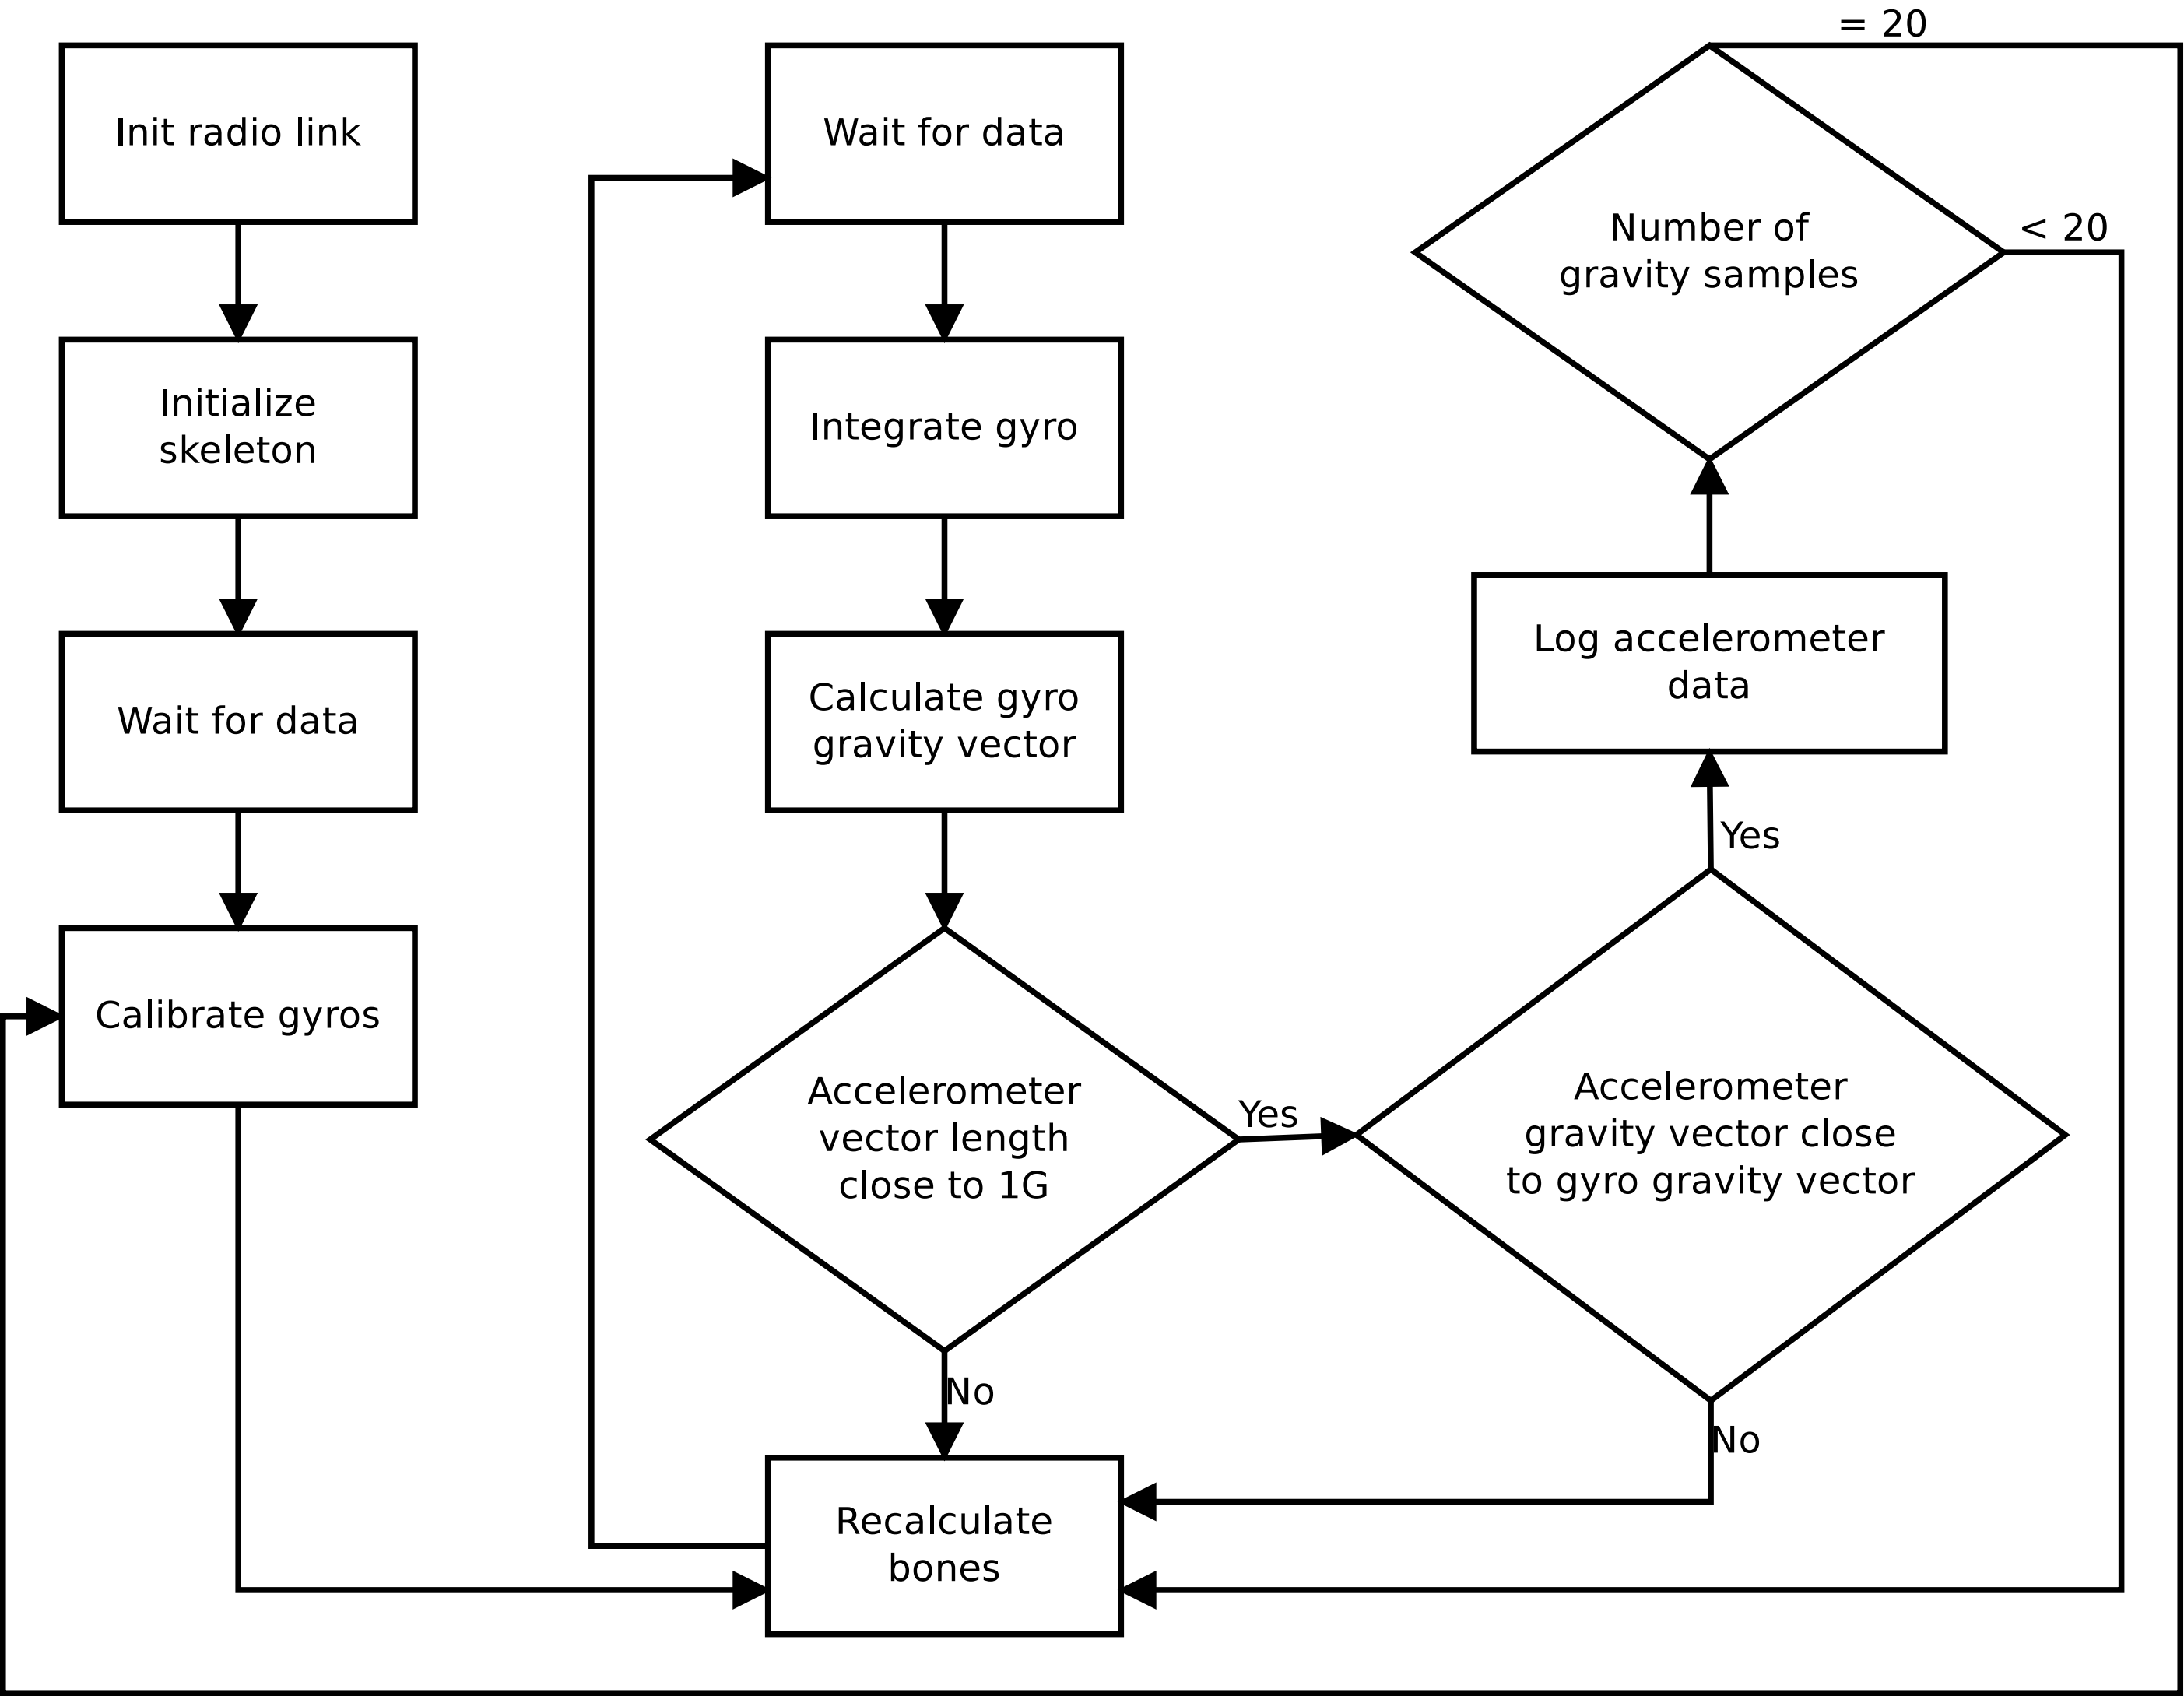 Init radio link
Initialize
skeleton
Wait for data
Calibrate gyros
Wait for data
Integrate gyro
Calculate gyro
gravity vector
Accelerometer
vector length
close to 1G
Yes
No
Recalculate
bones
= 20
Number of
gravity samples
< 20
Log accelerometer
data
Yes
Accelerometer
gravity vector close
to gyro gravity vector
No